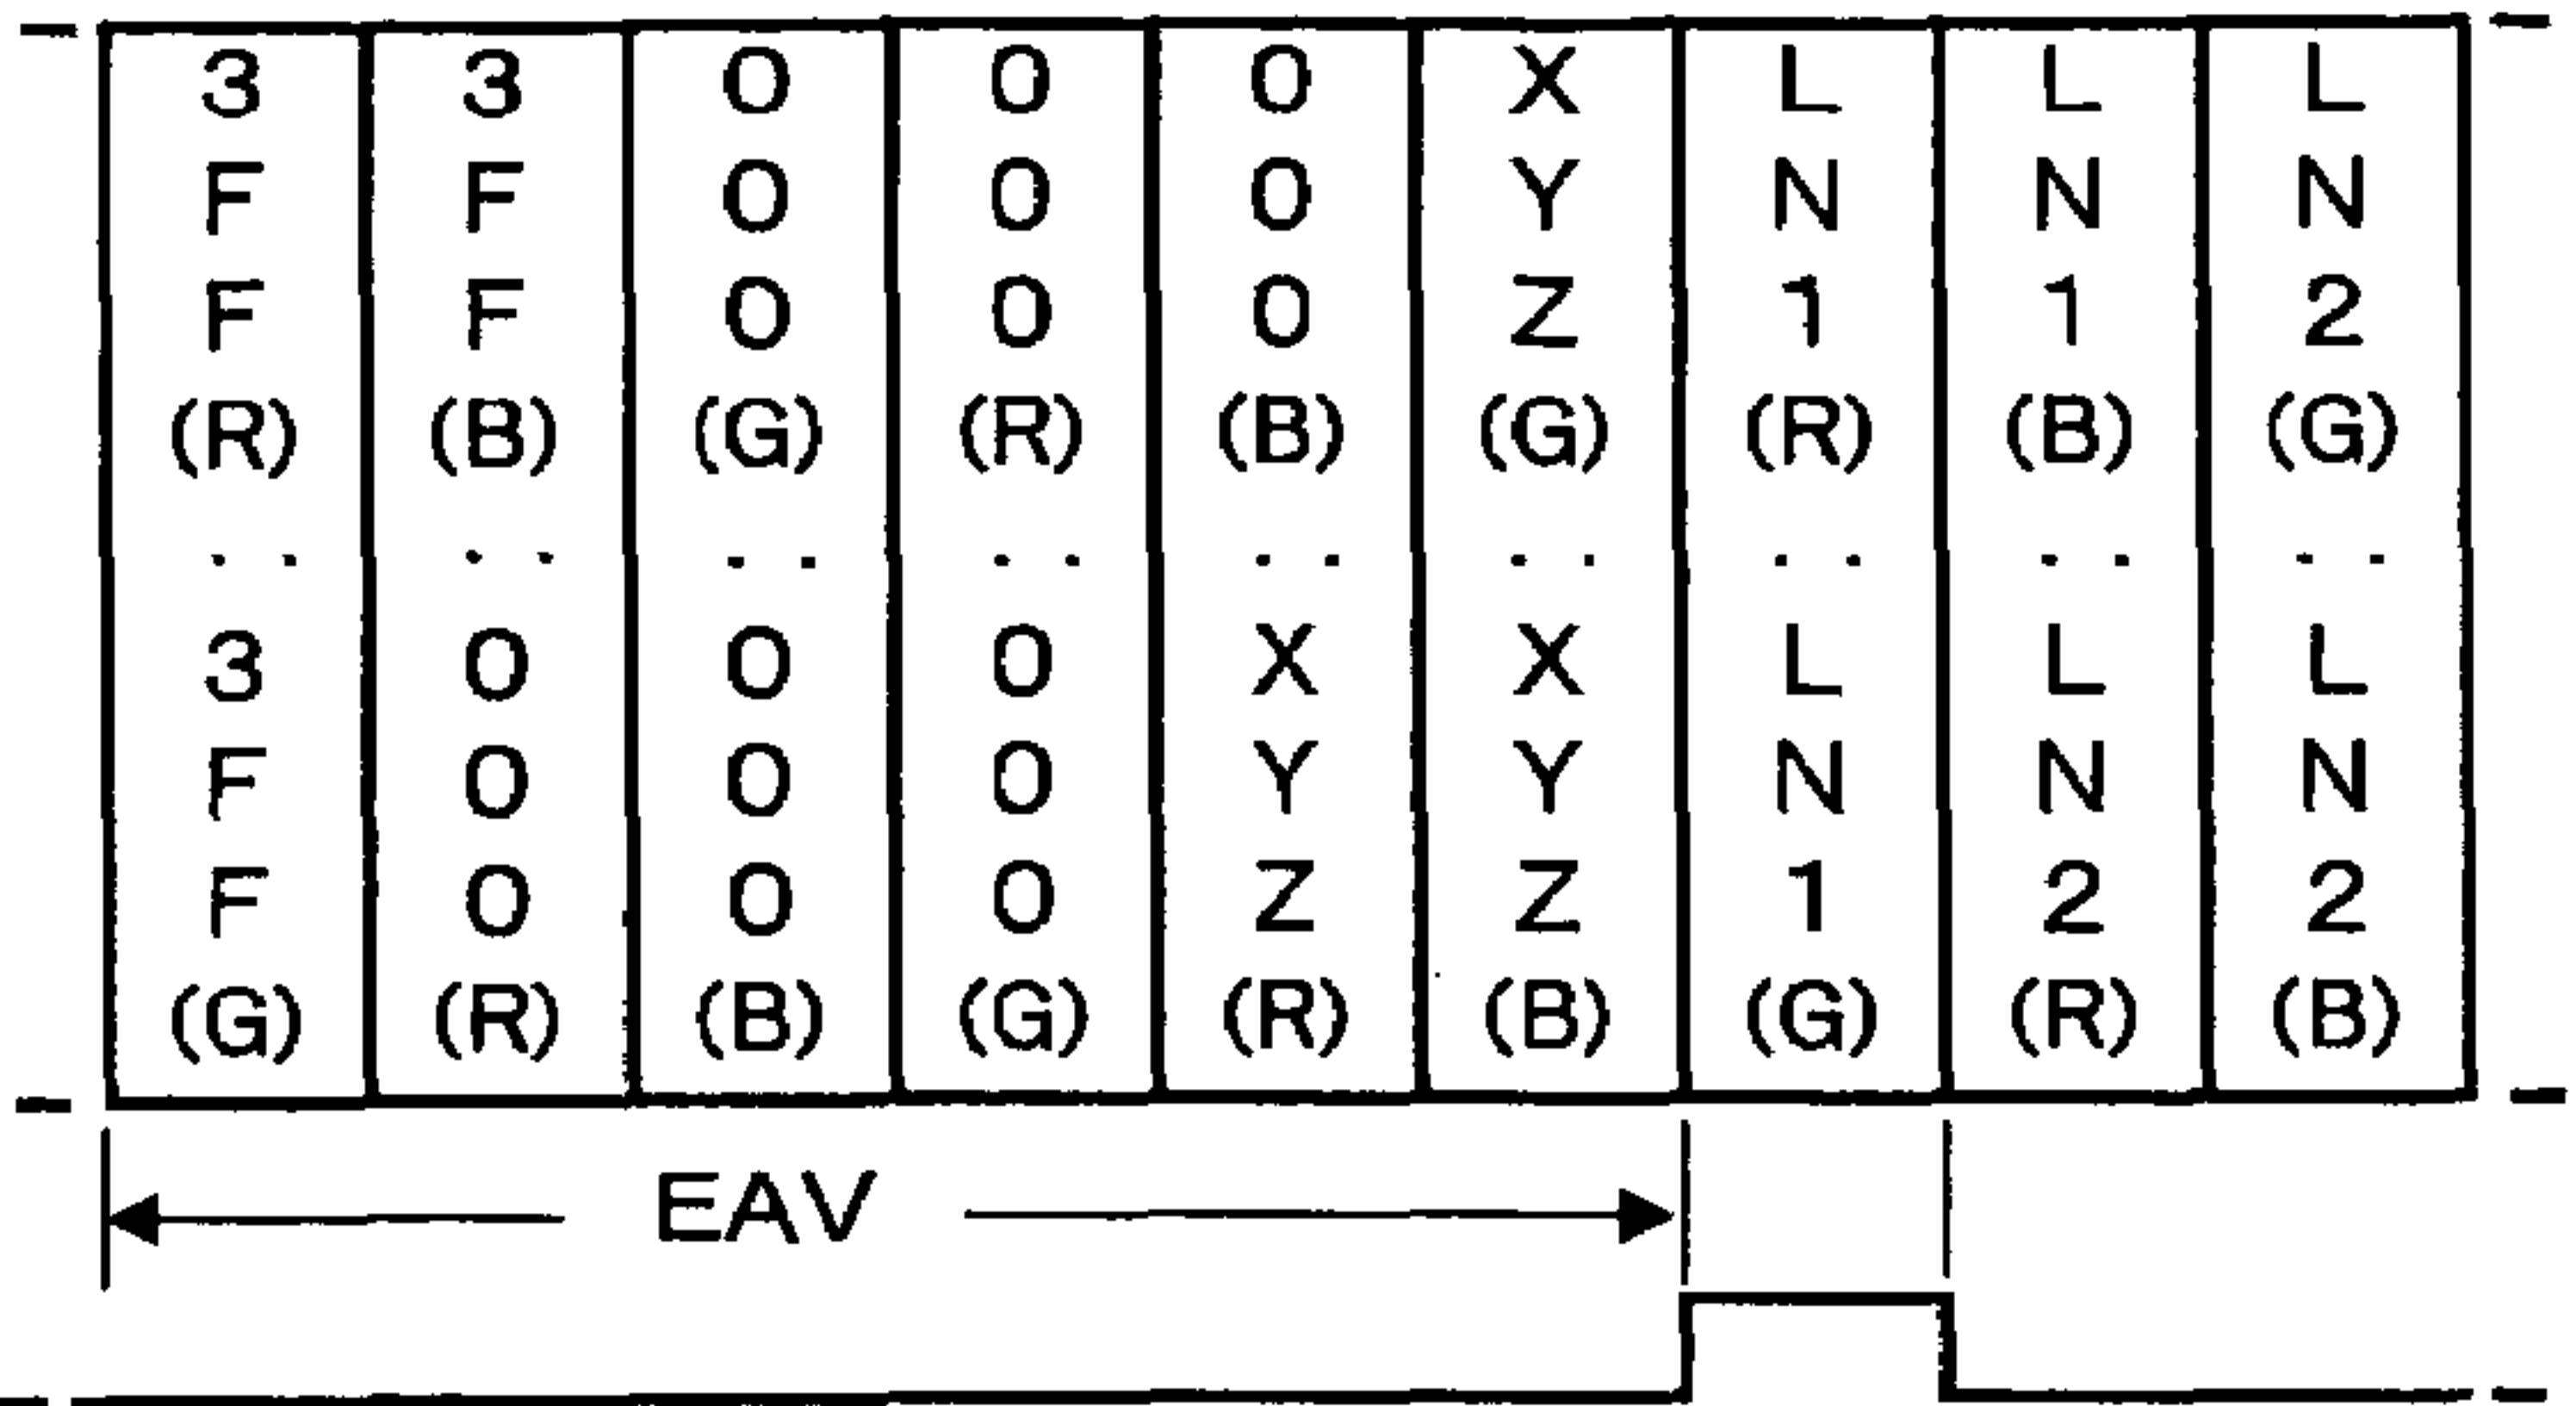 3 3 0 0 0 X L L L
F F 0 0 0 Y N N N
F F 0 0 0 Z 1 1 2
(R) (B) (G) (R) (B) (G) (R) (B) (G)
. . . . . . . . . . . . . . . . . .
3 0 0 0 X X L L L
F 0 0 0 Y Y N N N
F 0 0 0 Z Z 1 2 2
(G) (R) (B) (G) (R) (B) (G) (R) (B)
EAV